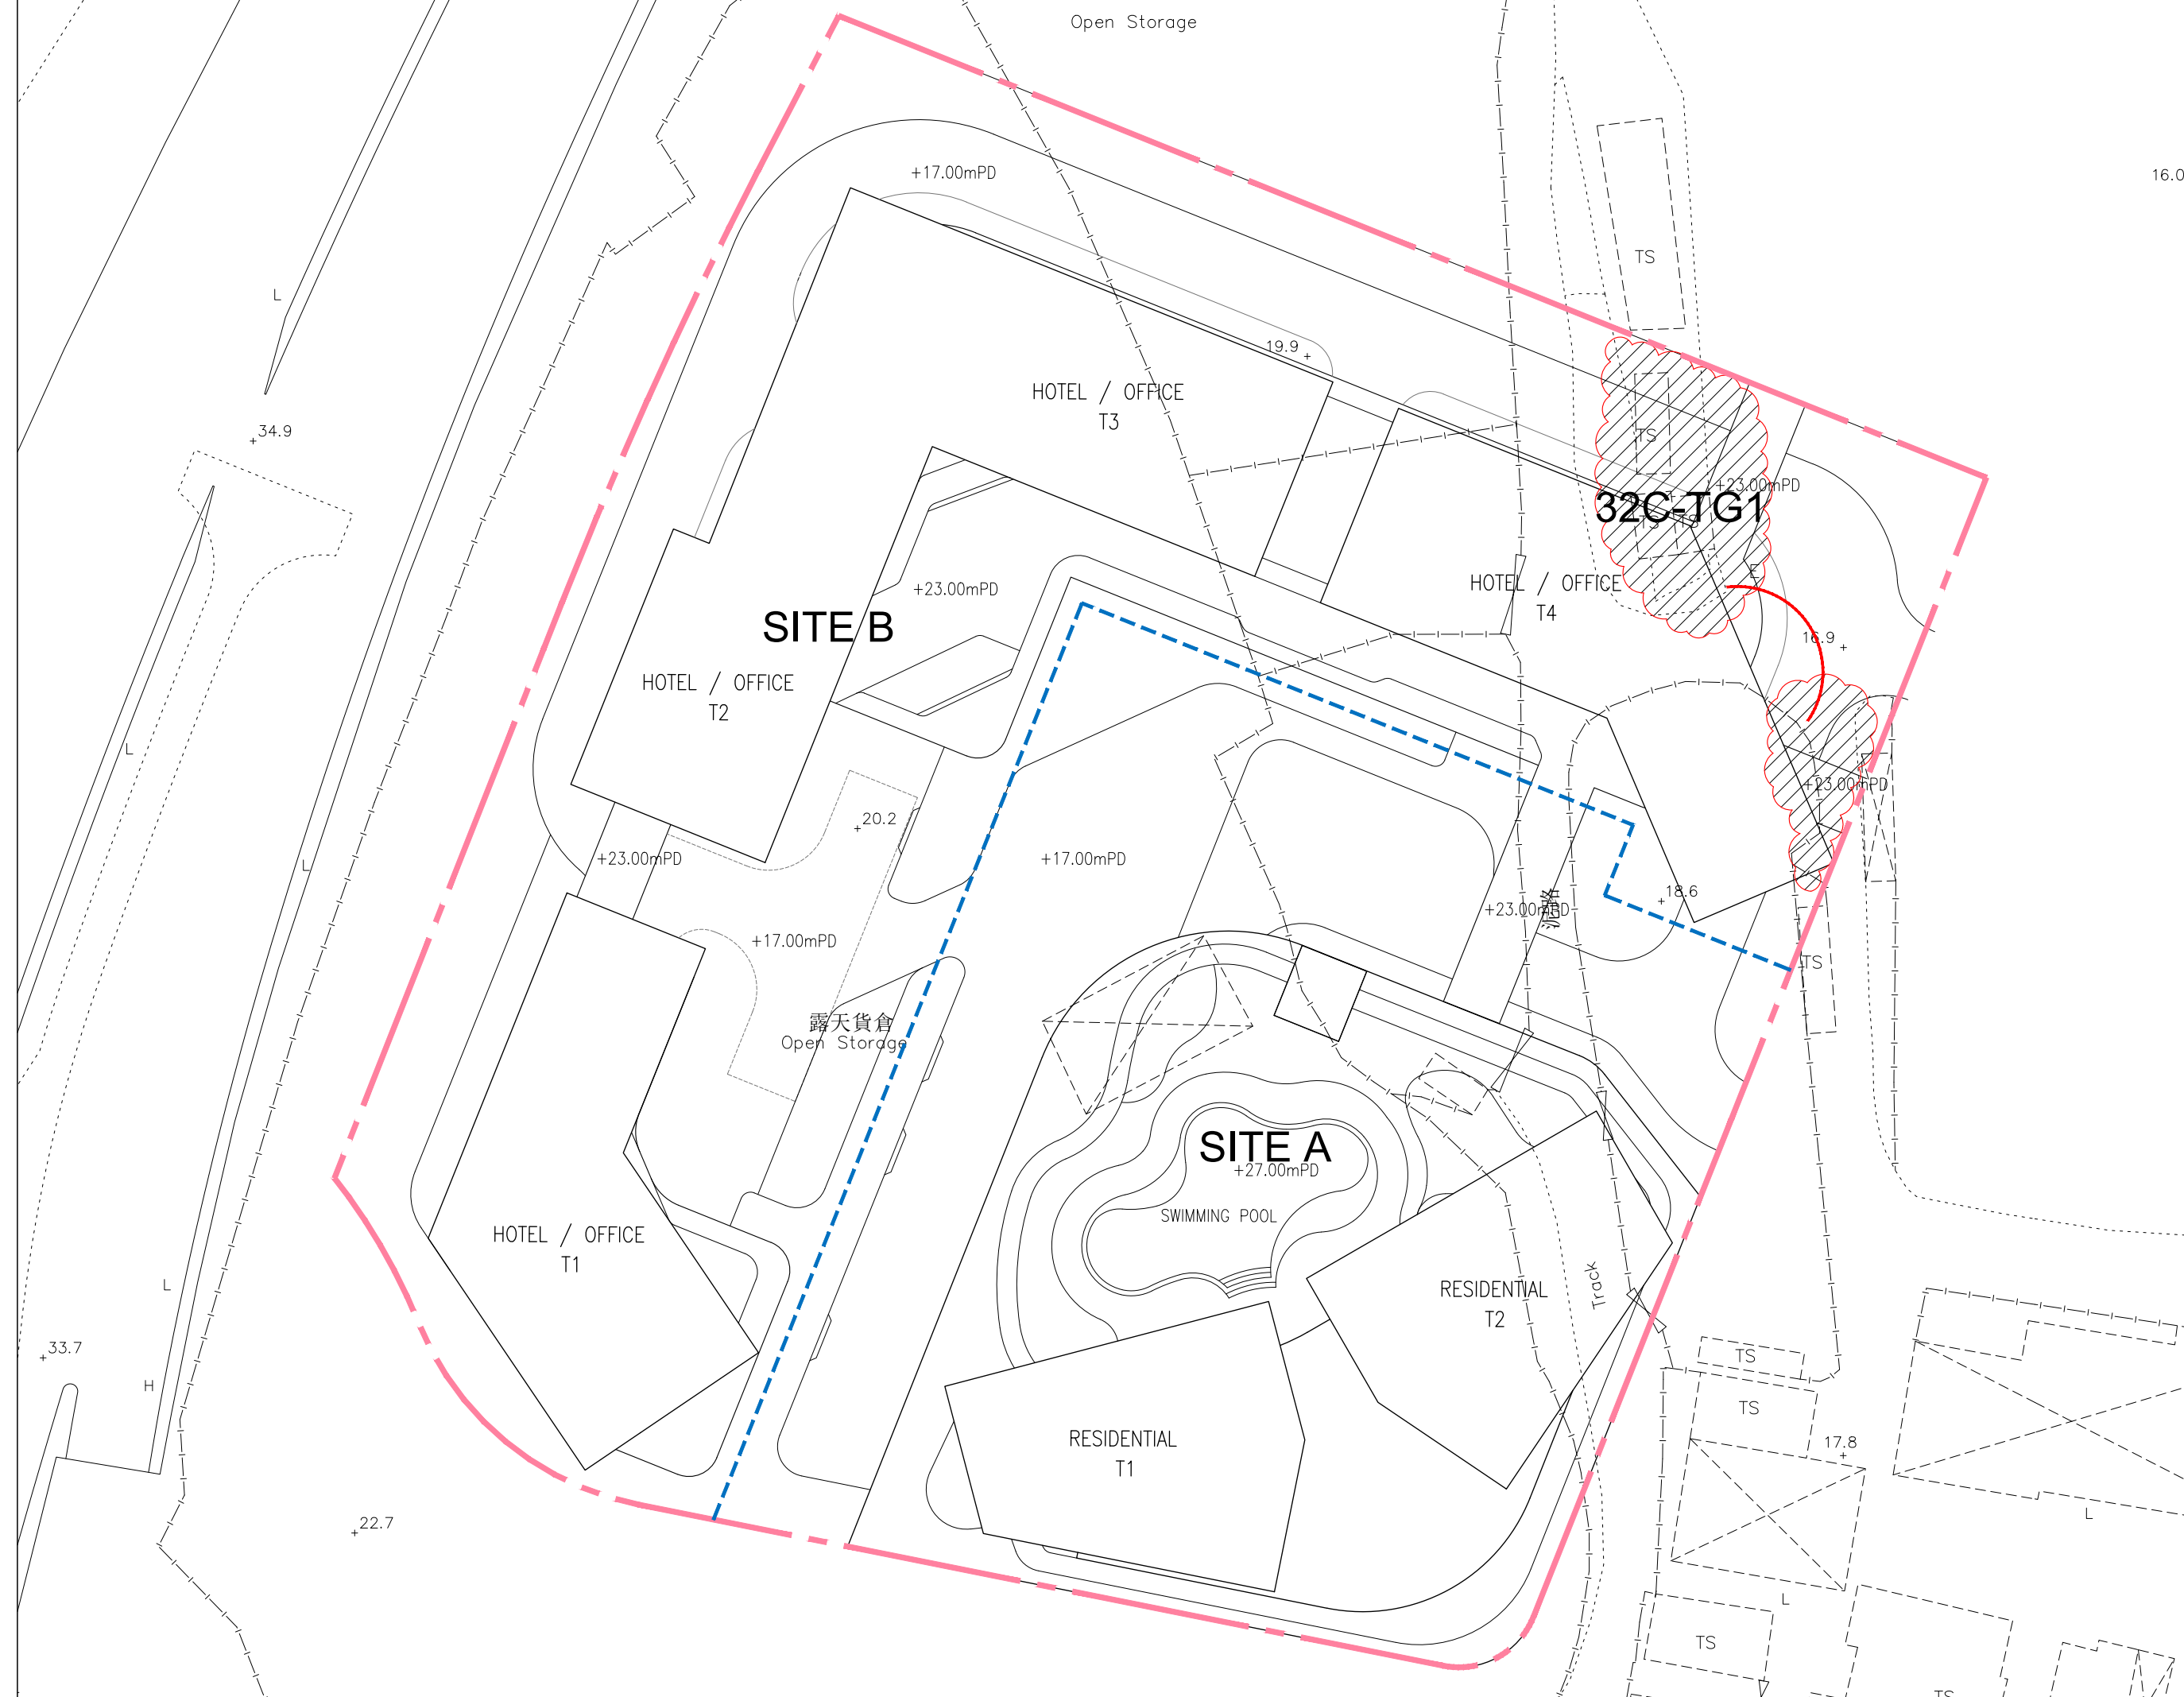 Open Storage
16.0
+17.00mPD
TS
L
19.9
HOTEL / OFFICE
T3
34.9
TS
+23.00mPD
32C-TG1
TS
TS
E
HOTEL / OFFICE
T4
+23.00mPD
SITE B
16.9
HOTEL / OFFICE
T2
L
+23.00mPD
20.2
+17.00mPD
+23.00mPD
L
18.6
+23.00mPD
+17.00mPD
TS
露天貨倉
Open Storage
SITE A
+27.00mPD
SWIMMING POOL
HOTEL / OFFICE
T1
Track
L
RESIDENTIAL
T2
33.7
H
TS
TS
RESIDENTIAL
T1
17.8
22.7
L
L
TS
TS